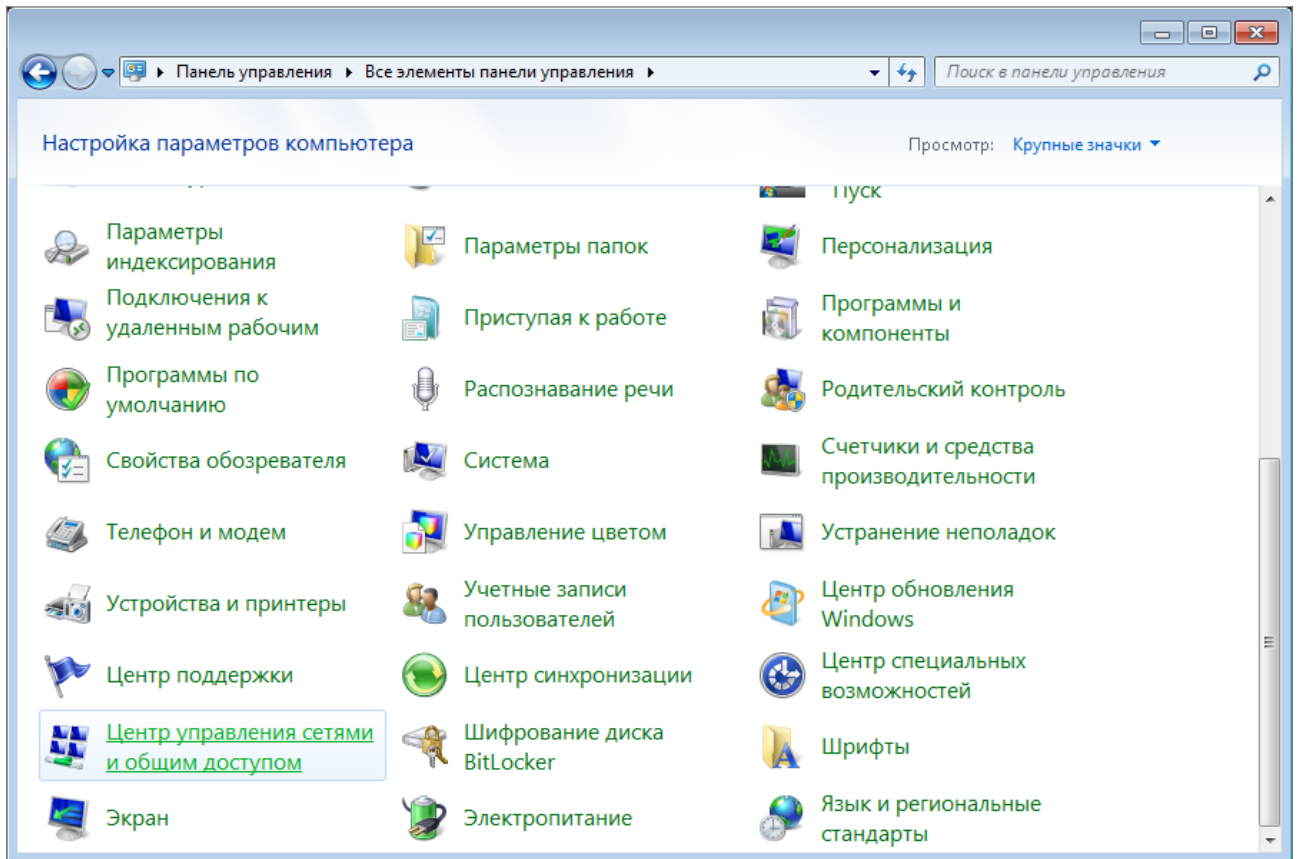 Панель управления Все элементы панели управления Поиск в панели управления
Настройка параметров компьютера Просмотр: Крупные значки
Пуск
Параметры
индексирования
Параметры папок
Персонализация
Подключения к
удаленным рабочим
Приступая к работе
Программы и
компоненты
Программы по
умолчанию
Распознавание речи
Родительский контроль
Свойства обозревателя
Система
Счетчики и средства
производительности
Телефон и модем
Управление цветом
Устранение неполадок
Устройства и принтеры
Учетные записи
пользователей
Центр обновления
Windows
Центр поддержки
Центр синхронизации
Центр специальных
возможностей
Центр управления сетями
и общим доступом
Шифрование диска
BitLocker
Шрифты
Экран
Электропитание
Язык и региональные
стандарты